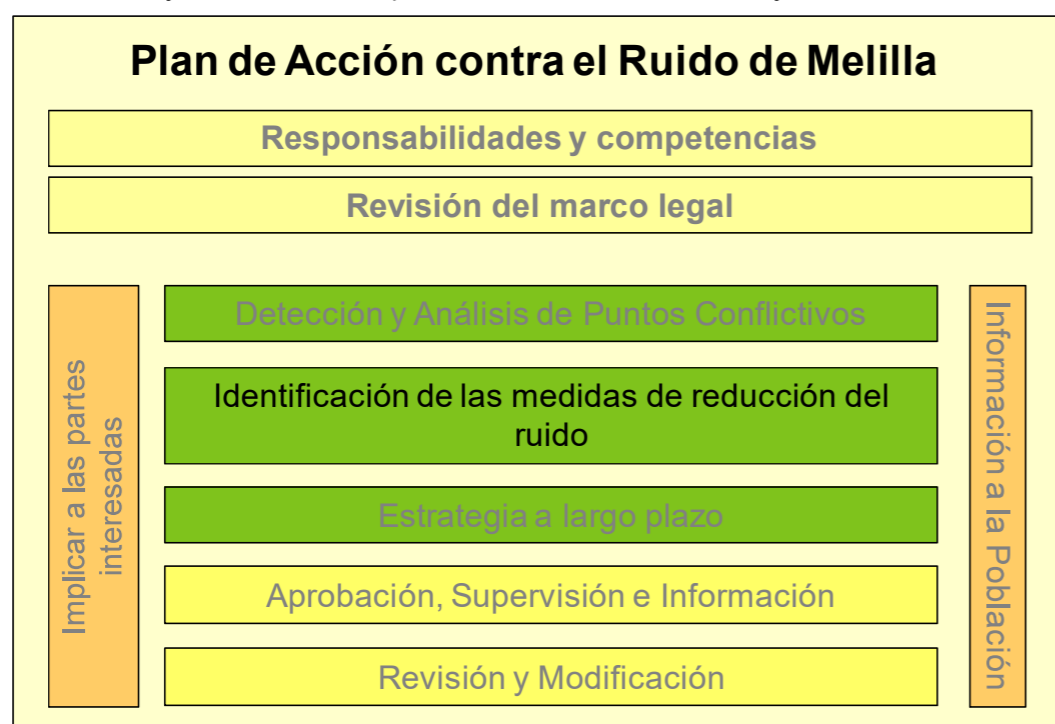 Plan de Acción contra el Ruido de Melilla
Responsabilidades y competencias
Revisión del marco legal
Implicar a las partes
interesadas
Detección y Análisis de Puntos Conflictivos
Identificación de las medidas de reducción del
ruido
Estrategia a largo plazo
Aprobación, Supervisión e Información
Revisión y Modificación
Información a la Población